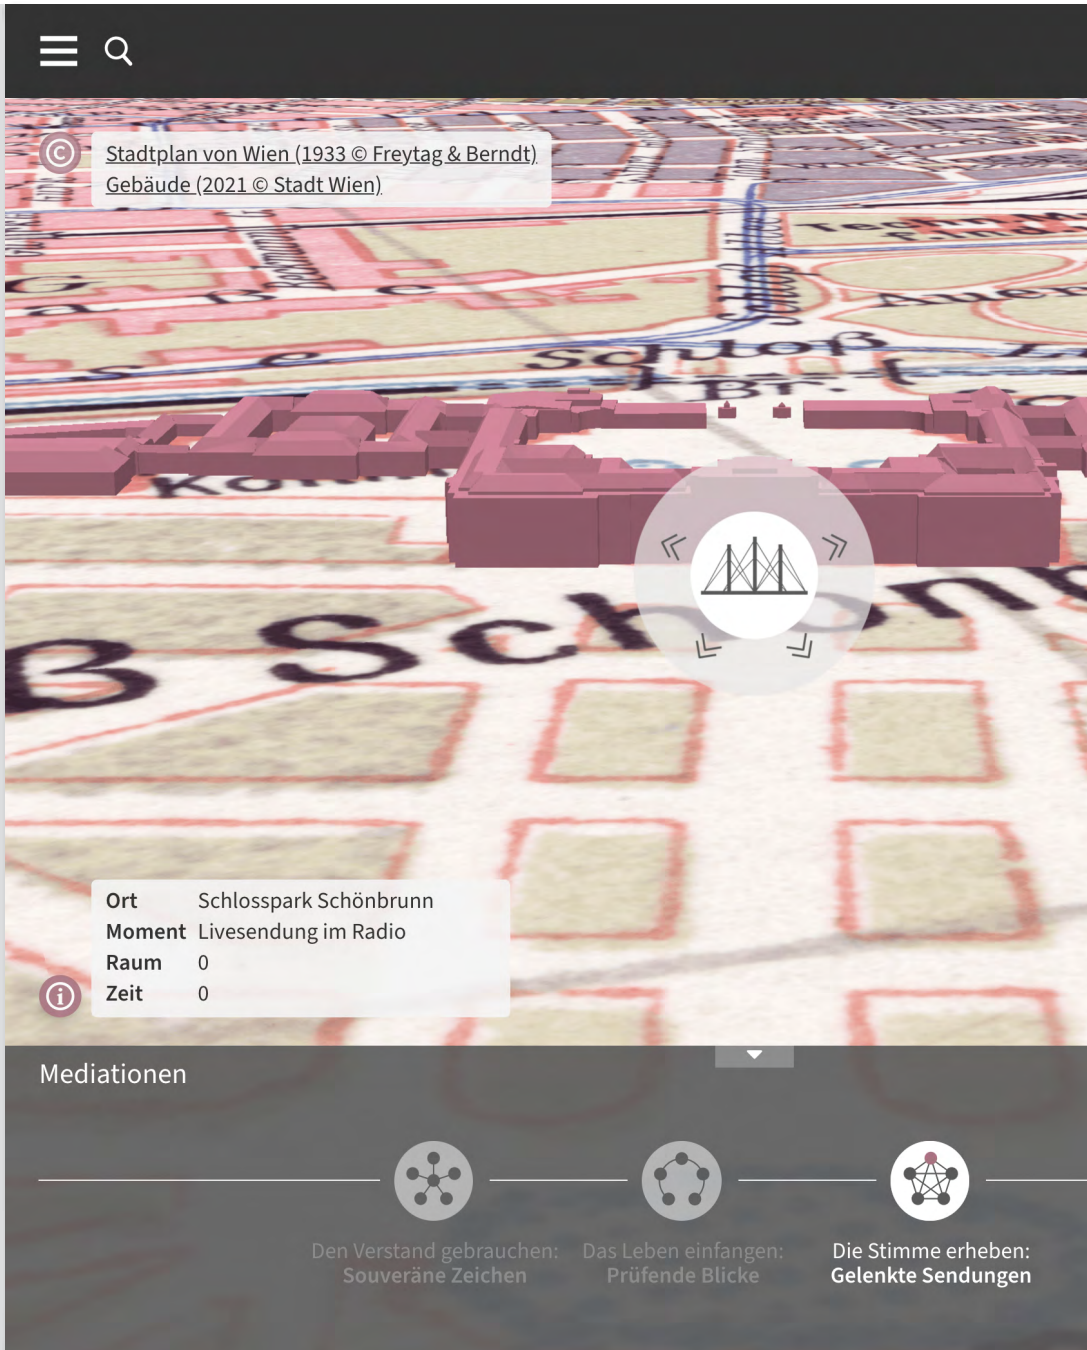 ©
Stadtplan von Wien (1933 © Freytag & Berndt)
Gebäude (2021 © Stadt Wien)
Schloß
Br.
ß Schön
Ort Schlosspark Schönbrunn
Moment Livesendung im Radio
Raum 0
Zeit 0
i
Mediationen
Den Verstand gebrauchen:
Souveräne Zeichen
Das Leben einfangen:
Prüfende Blicke
Die Stimme erheben:
Gelenkte Sendungen